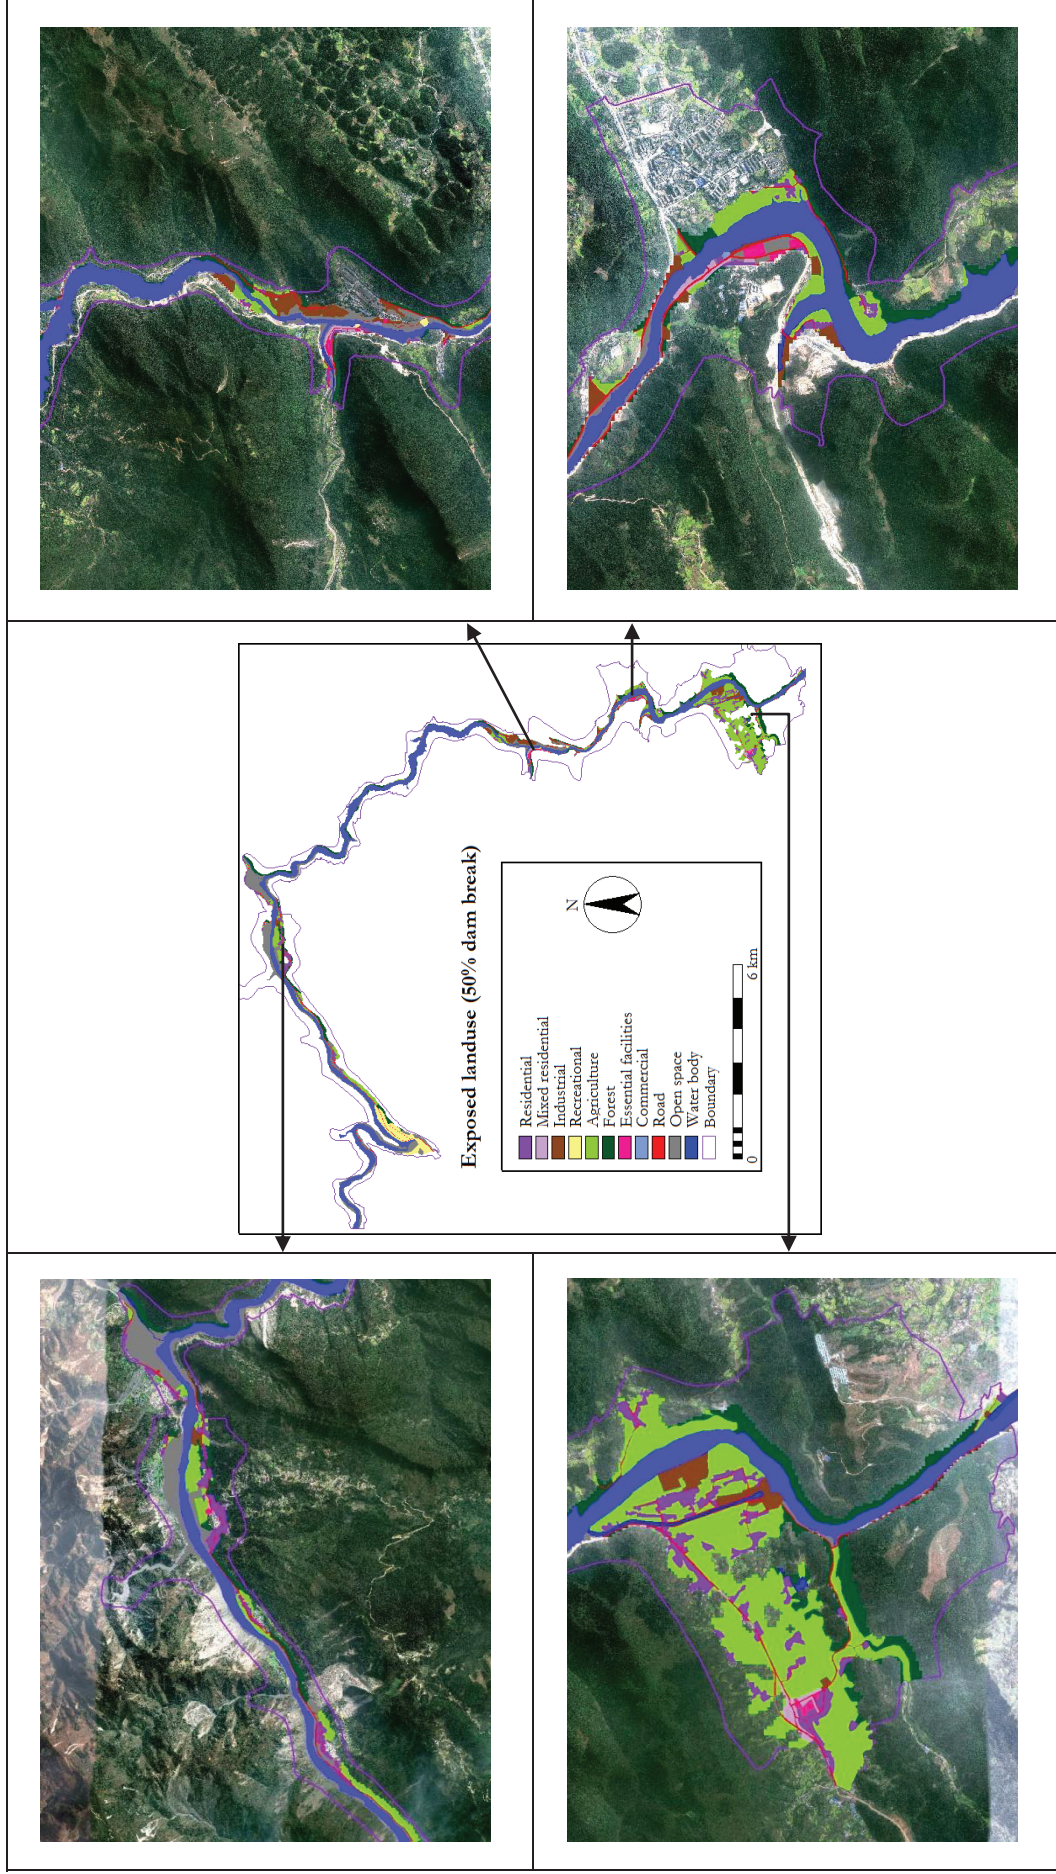 Exposed landuse (50% dam break)
N
Residential
Mixed residential
Industrial
Recreational
Agriculture
Forest
Essential facilities
Commercial
Road
Open space
Water body
Boundary
0 6 km